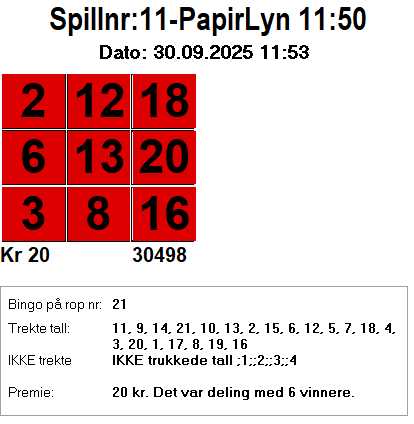 Spillnr:11-PapirLyn 11:50
Dato: 30.09.2025 11:53
2 12 18
6 13 20
3 8 16
Kr 20 30498
Bingo på rop nr: 21
Trekte tall: 11, 9, 14, 21, 10, 13, 2, 15, 6, 12, 5, 7, 18, 4,
3, 20, 1, 17, 8, 19, 16
IKKE trekte IKKE trukkede tall ;1;;2;;3;;4
Premie: 20 kr. Det var deling med 6 vinnere.